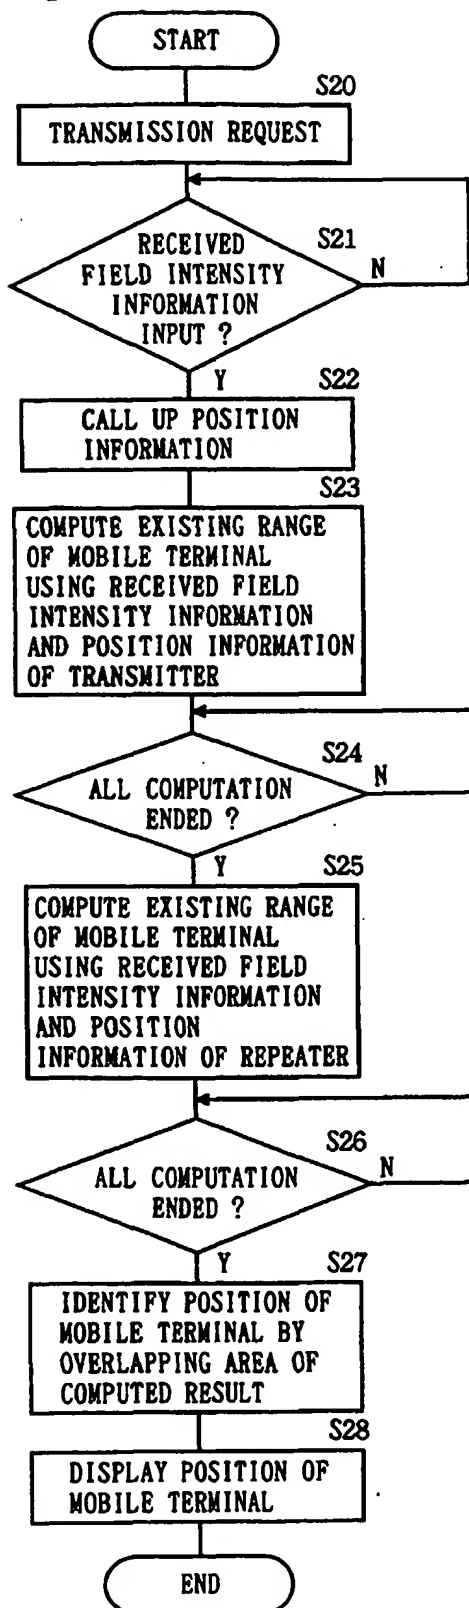 START
S20
TRANSMISSION REQUEST
S21
RECEIVED
FIELD INTENSITY
INFORMATION
INPUT ?
N
Y
S22
CALL UP POSITION
INFORMATION
S23
COMPUTE EXISTING RANGE
OF MOBILE TERMINAL
USING RECEIVED FIELD
INTENSITY INFORMATION
AND POSITION INFORMATION
OF TRANSMITTER
S24
ALL COMPUTATION
ENDED ?
N
Y
S25
COMPUTE EXISTING RANGE
OF MOBILE TERMINAL
USING RECEIVED FIELD
INTENSITY INFORMATION
AND POSITION
INFORMATION OF REPEATER
S26
ALL COMPUTATION
ENDED ?
N
Y
S27
IDENTIFY POSITION OF
MOBILE TERMINAL BY
OVERLAPPING AREA OF
COMPUTED RESULT
S28
DISPLAY POSITION OF
MOBILE TERMINAL
END